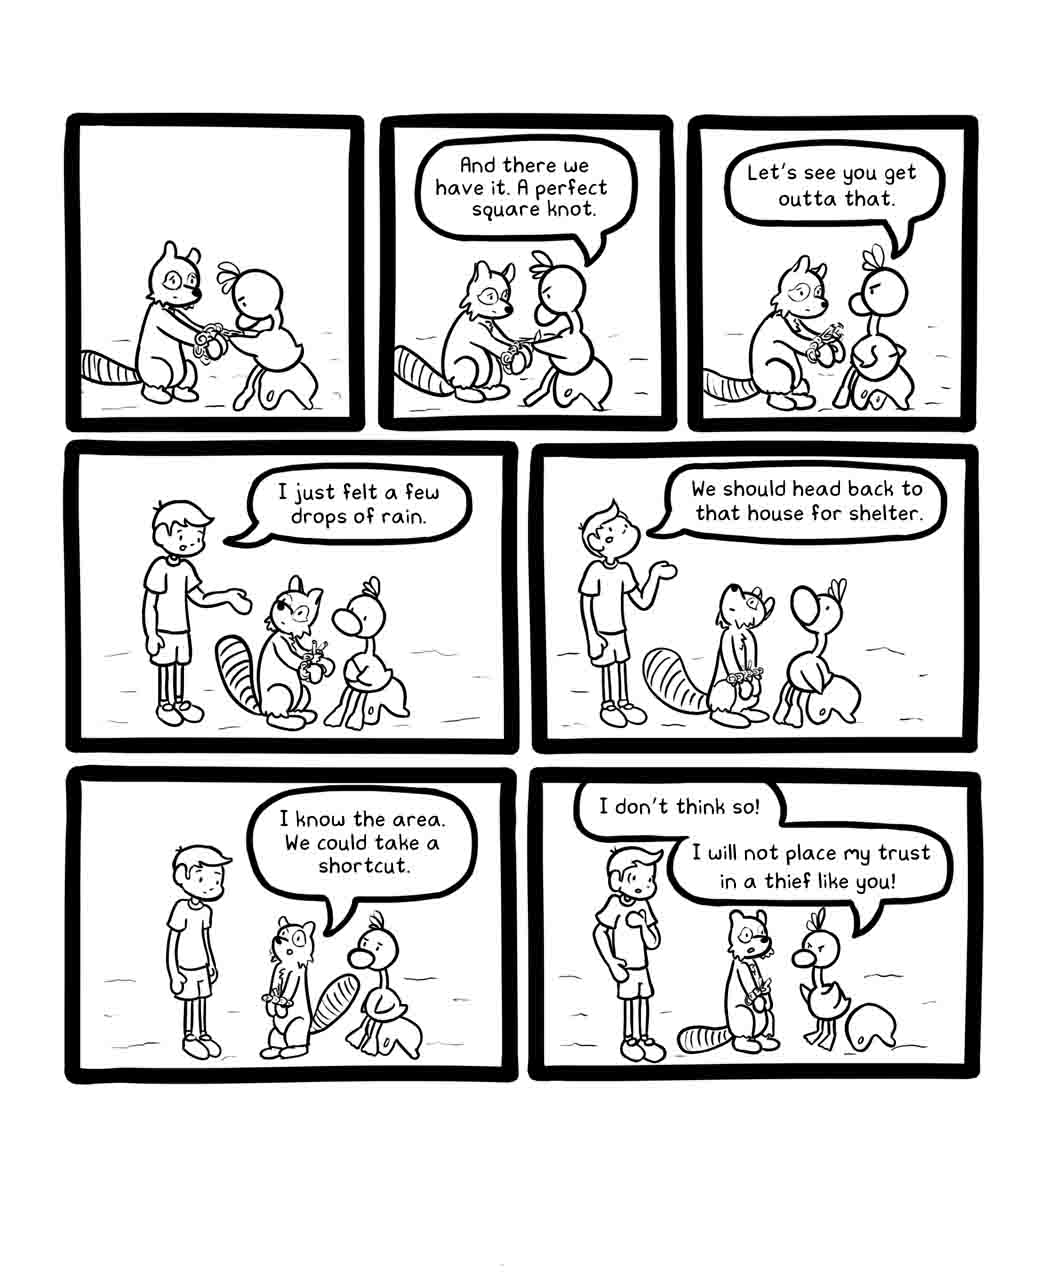 And there we
have it. A perfect
square knot.
Let's see you get
outta that.
I just felt a few
drops of rain.
We should head back to
that house for shelter.
I know the area.
We could take a
shortcut.
I don't think so!
I will not place my trust
in a thief like you!